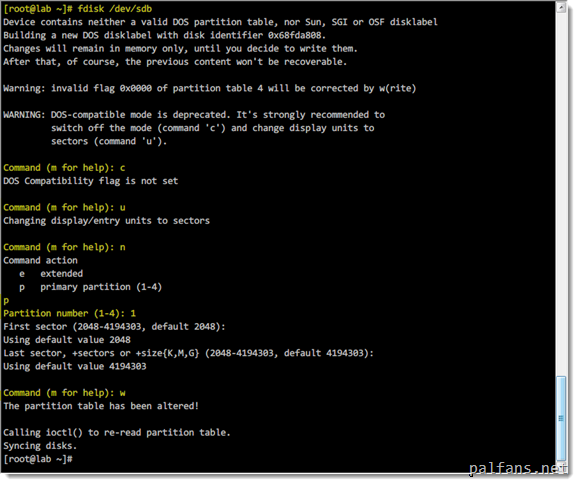 [root@lab ~]# fdisk /dev/sdb
Device contains neither a valid DOS partition table, nor Sun, SGI or OSF disklabel
Building a new DOS disklabel with disk identifier 0x68fda808.
Changes will remain in memory only, until you decide to write them.
After that, of course, the previous content won't be recoverable.
Warning: invalid flag 0x0000 of partition table 4 will be corrected by w(rite)
WARNING: DOS-compatible mode is deprecated. It's strongly recommended to
switch off the mode (command 'c') and change display units to
sectors (command 'u').
Command (m for help): c
DOS Compatibility flag is not set
Command (m for help): u
Changing display/entry units to sectors
Command (m for help): n
Command action
e   extended
p   primary partition (1-4)
p
Partition number (1-4): 1
First sector (2048-4194303, default 2048):
Using default value 2048
Last sector, +sectors or +size{K,M,G} (2048-4194303, default 4194303):
Using default value 4194303
Command (m for help): w
The partition table has been altered!
Calling ioctl() to re-read partition table.
Syncing disks.
[root@lab ~]#
palfans.net